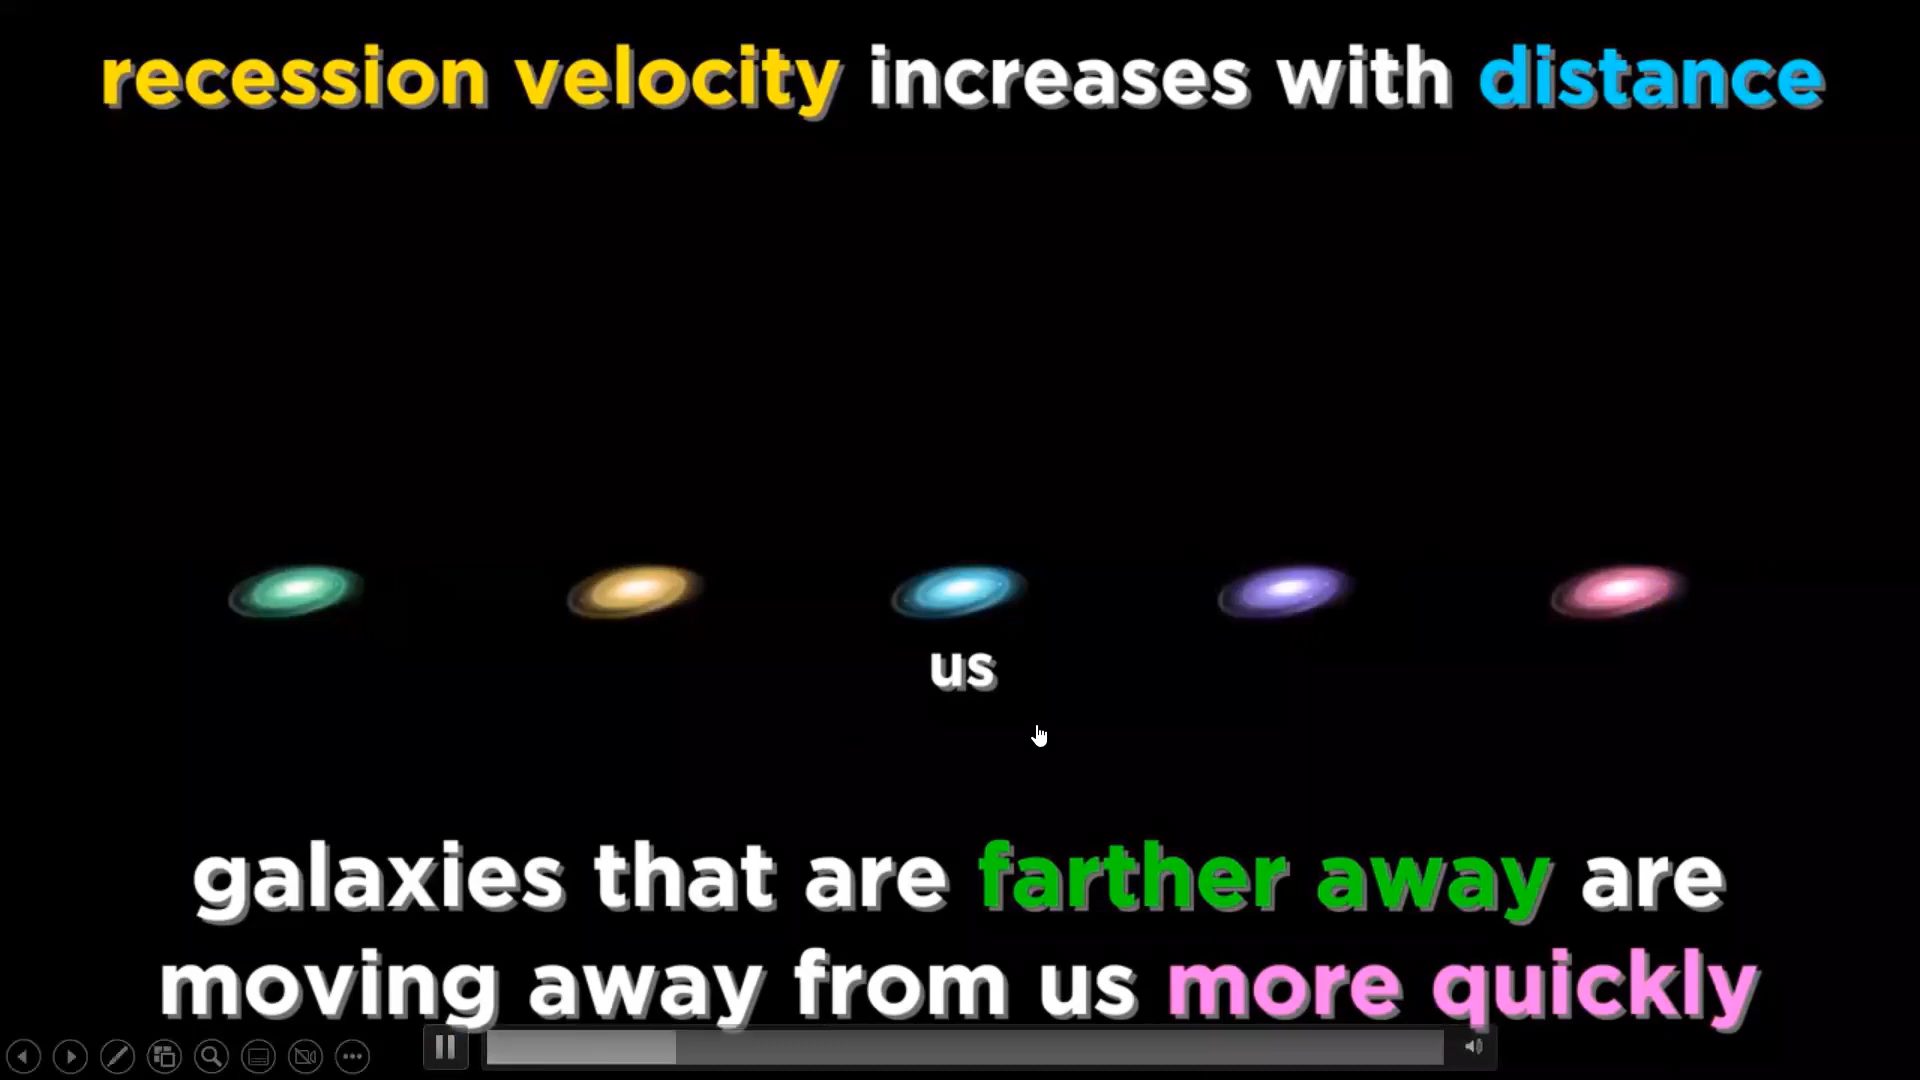 recession velocity increases with distance
us
galaxies that are farther away are
moving away from us more quickly